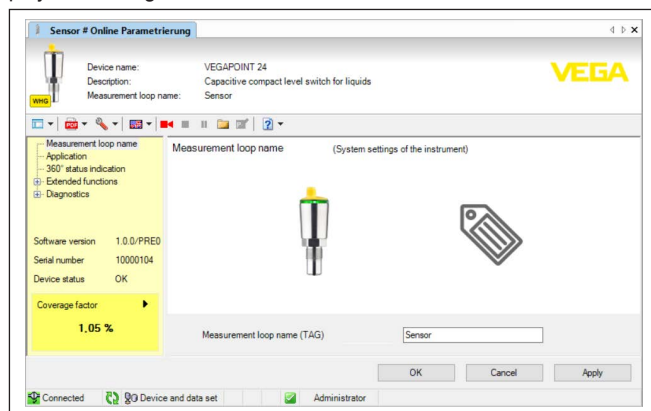 Sensor # Online Parametrierung
Device name: VEGAPOINT 24
Description: Capacitive compact level switch for liquids
Measurement loop name: Sensor
VEGA
WHG
PDF
Measurement loop name
Application
360° status indication
Extended functions
Diagnostics
Software version 1.0.0/PRE0
Serial number 10000104
Device status OK
Coverage factor
1,05 %
Measurement loop name (System settings of the instrument)
Measurement loop name (TAG) Sensor
OK Cancel Apply
Connected Device and data set Administrator